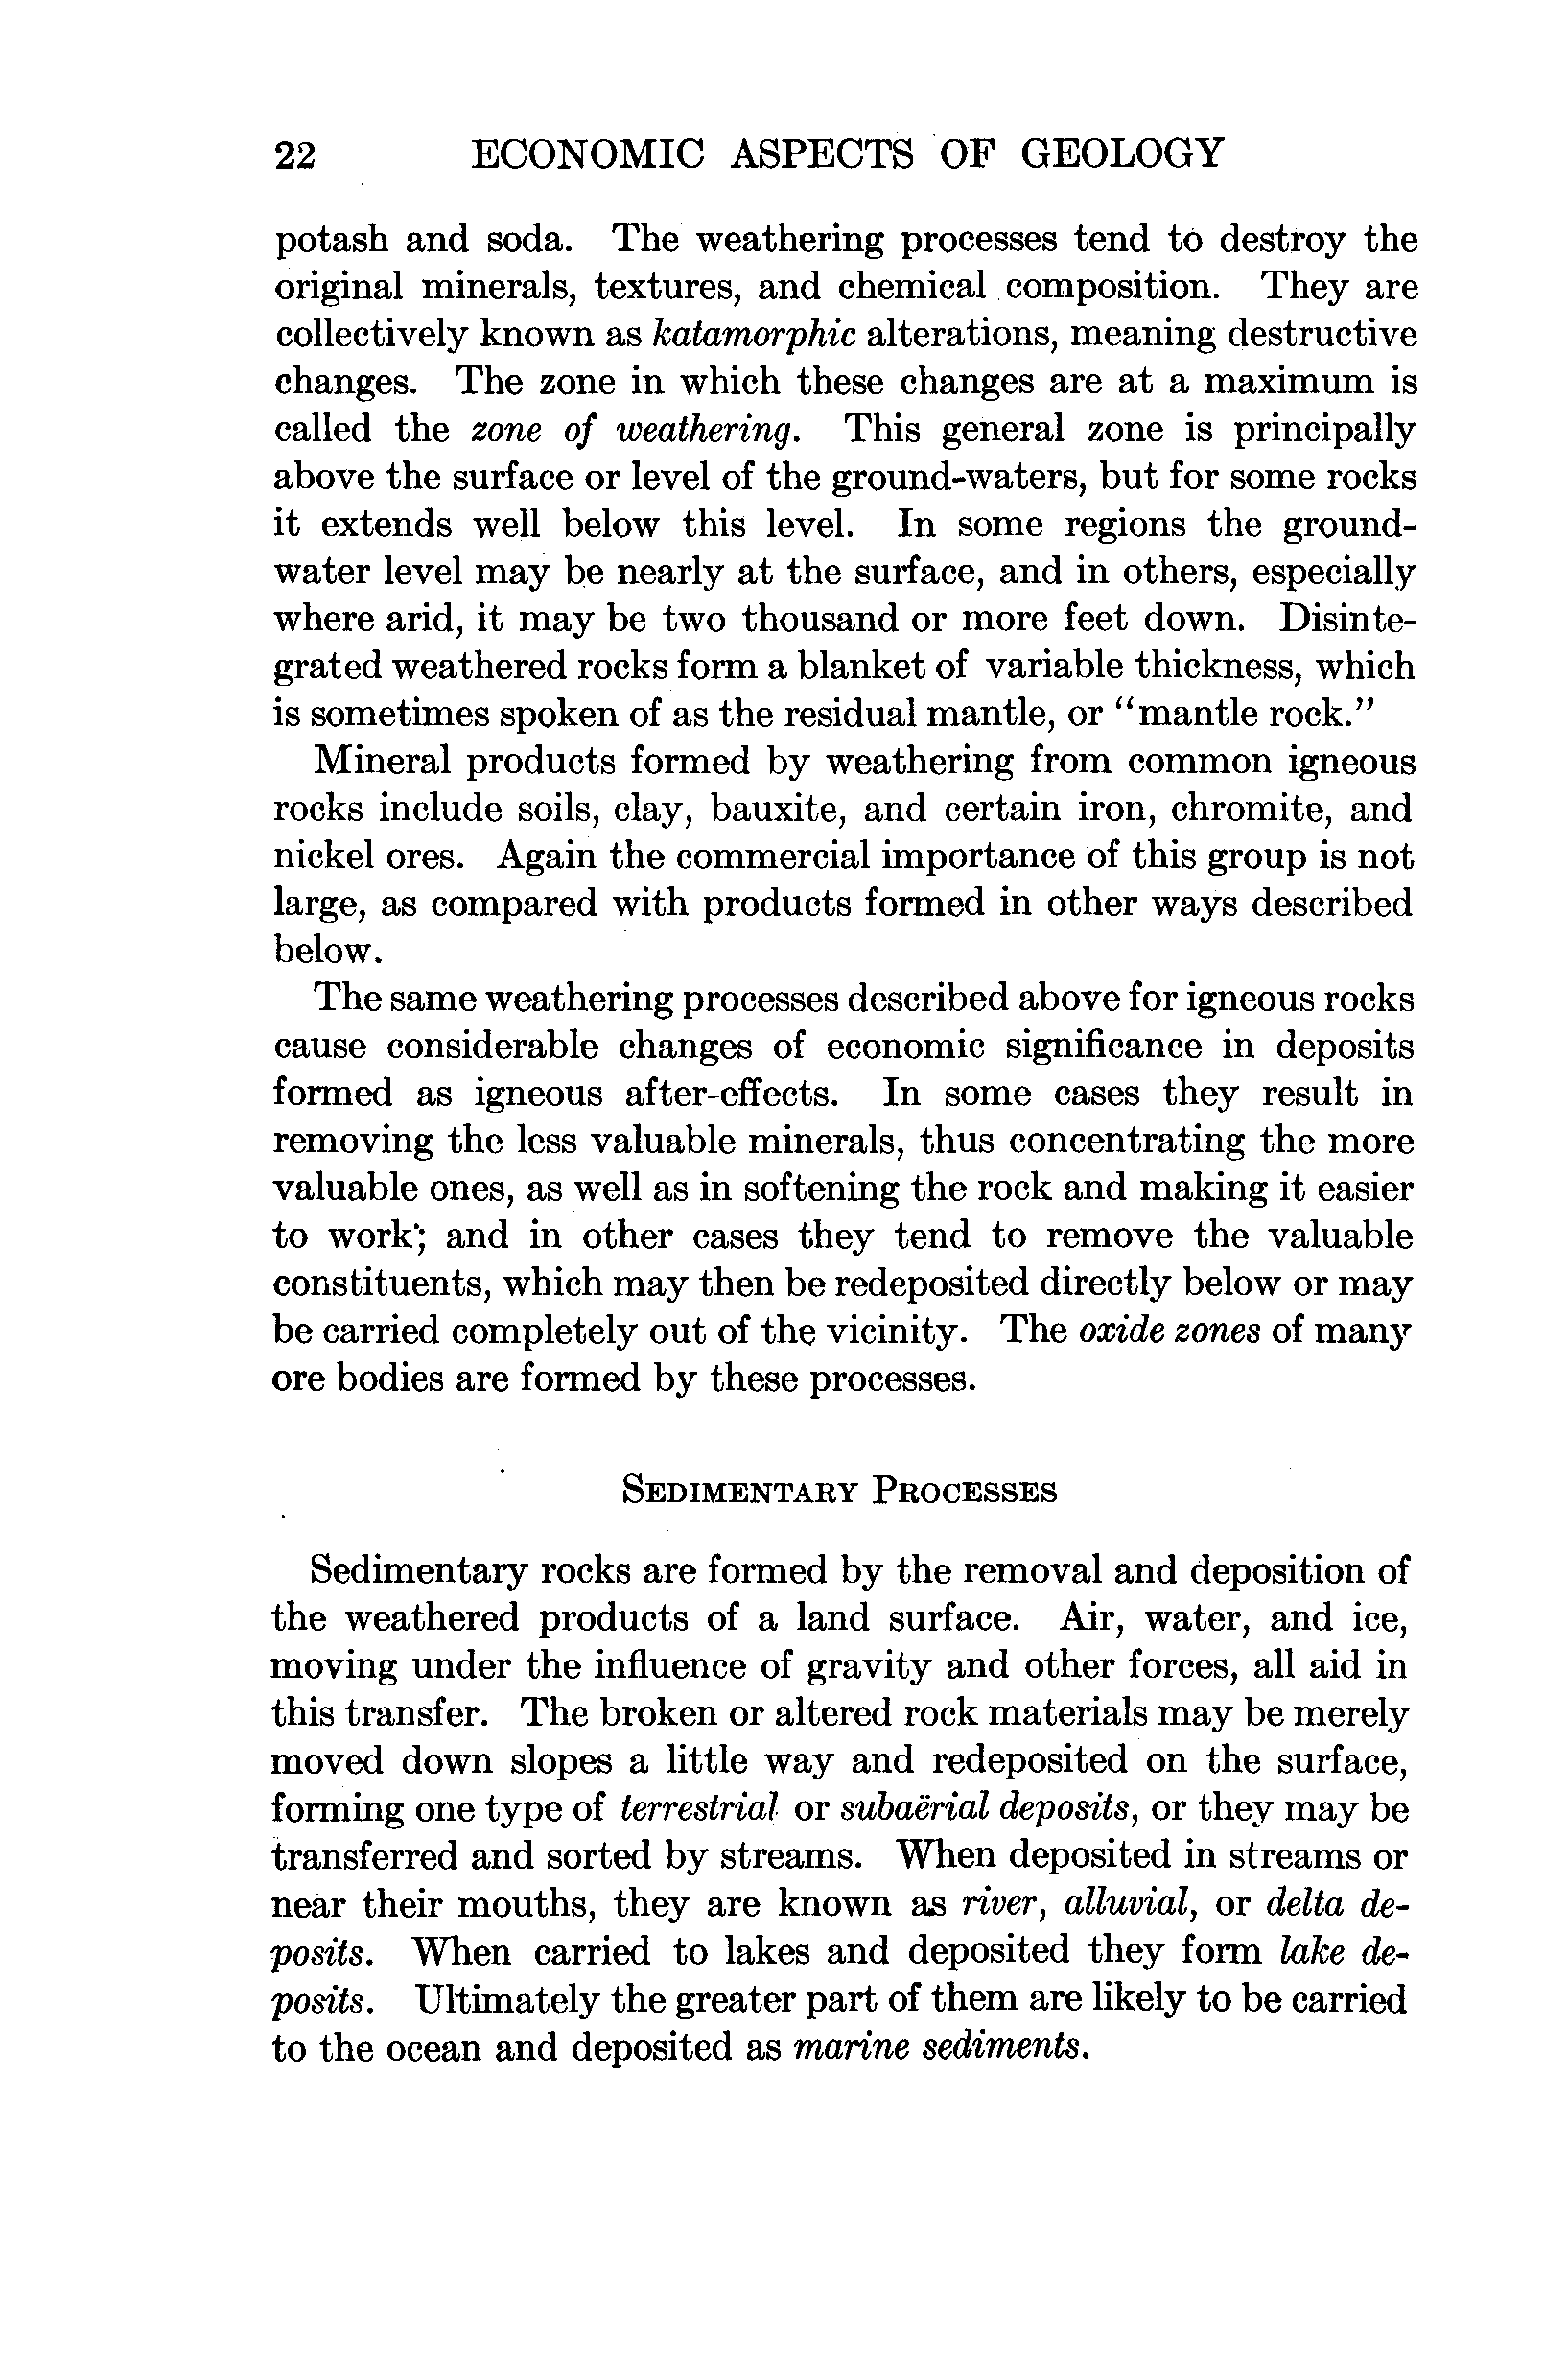 22 ECONOMIC ASPECTS OF GEOLOGY
potash and soda. The weathering processes tend to destroy the
original minerals, textures, and chemical composition. They are
collectively known as katamorphic alterations, meaning destructive
changes. The zone in which these changes are at a maximum is
called the zone of weathering. This general zone is principally
above the surface or level of the ground-waters, but for some rocks
it extends well below this level. In some regions the ground-
water level may be nearly at the surface, and in others, especially
where arid, it may be two thousand or more feet down. Disinte-
grated weathered rocks form a blanket of variable thickness, which
is sometimes spoken of as the residual mantle, or "mantle rock."
Mineral products formed by weathering from common igneous
rocks include soils, clay, bauxite, and certain iron, chromite, and
nickel ores. Again the commercial importance of this group is not
large, as compared with products formed in other ways described
below.
The same weathering processes described above for igneous rocks
cause considerable changes of economic significance in deposits
formed as igneous after-effects. In some cases they result in
removing the less valuable minerals, thus concentrating the more
valuable ones, as well as in softening the rock and making it easier
to work; and in other cases they tend to remove the valuable
constituents, which may then be redeposited directly below or may
be carried completely out of the vicinity. The oxide zones of many
ore bodies are formed by these processes.
SEDIMENTARY PROCESSES
Sedimentary rocks are formed by the removal and deposition of
the weathered products of a land surface. Air, water, and ice,
moving under the influence of gravity and other forces, all aid in
this transfer. The broken or altered rock materials may be merely
moved down slopes a little way and redeposited on the surface,
forming one type of terrestrial or subaërial deposits, or they may be
transferred and sorted by streams. When deposited in streams or
near their mouths, they are known as river, alluvial, or delta de-
posits. When carried to lakes and deposited they form lake de-
posits. Ultimately the greater part of them are likely to be carried
to the ocean and deposited as marine sediments.